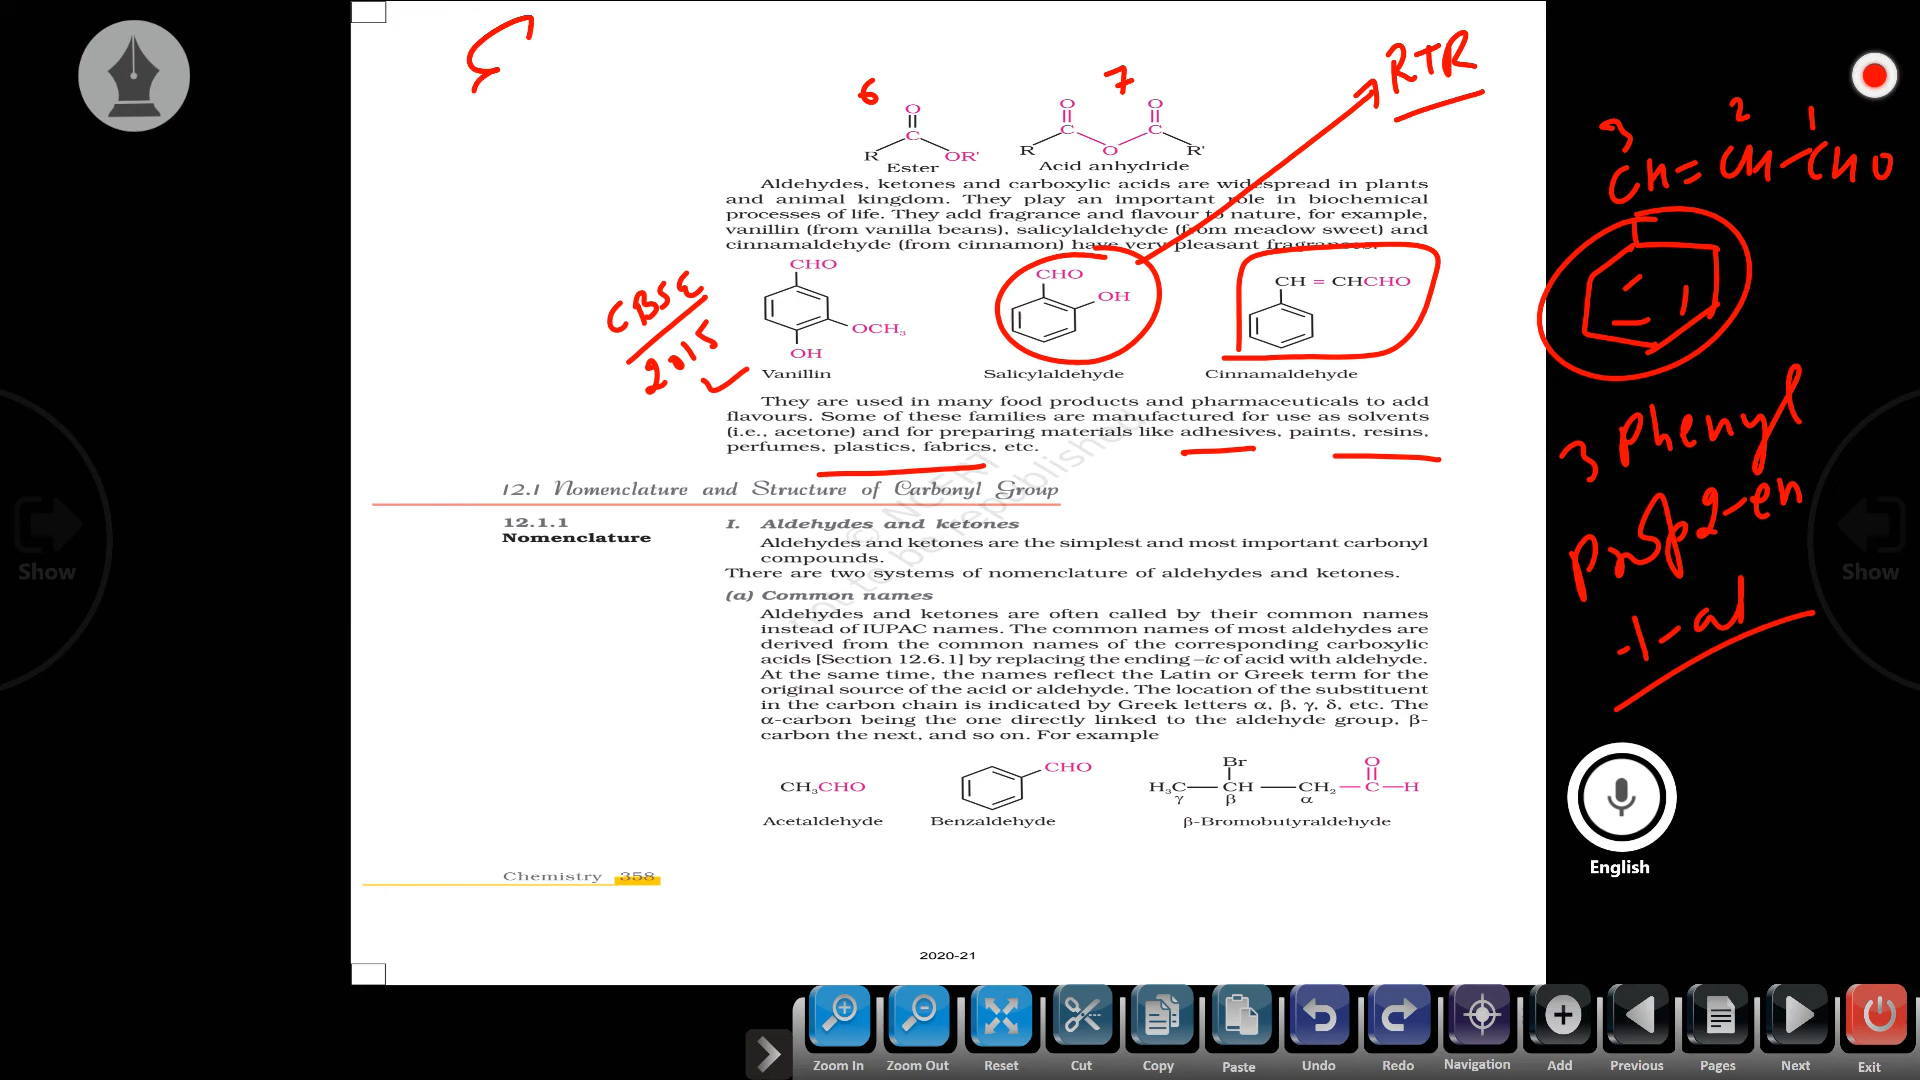 RTR
6
7
O
O O
C
C C
R OR'
R O R'
Ester
Acid anhydride
Aldehydes, ketones and carboxylic acids are widespread in plants
and animal kingdom. They play an important role in biochemical
processes of life. They add fragrance and flavour to nature, for example,
vanillin (from vanilla beans), salicylaldehyde (from meadow sweet) and
cinnamaldehyde (from cinnamon) have very pleasant fragrances.
CHO
OCH₃
OH
Vanillin
CHO
OH
Salicylaldehyde
CH = CHCHO
Cinnamaldehyde
CBSE
2015
They are used in many food products and pharmaceuticals to add
flavours. Some of these families are manufactured for use as solvents
(i.e., acetone) and for preparing materials like adhesives, paints, resins,
perfumes, plastics, fabrics, etc.
12.1 Nomenclature and Structure of Carbonyl Group
12.1.1
Nomenclature
I. Aldehydes and ketones
Aldehydes and ketones are the simplest and most important carbonyl
compounds.
There are two systems of nomenclature of aldehydes and ketones.
(a) Common names
Aldehydes and ketones are often called by their common names
instead of IUPAC names. The common names of most aldehydes are
derived from the common names of the corresponding carboxylic
acids [Section 12.6.1] by replacing the ending –ic of acid with aldehyde.
At the same time, the names reflect the Latin or Greek term for the
original source of the acid or aldehyde. The location of the substituent
in the carbon chain is indicated by Greek letters α, β, γ, δ, etc. The
α-carbon being the one directly linked to the aldehyde group, β-
carbon the next, and so on. For example
CH₃CHO
Acetaldehyde
CHO
Benzaldehyde
Br O
H₃C CH CH₂ C H
γ β α
β-Bromobutyraldehyde
© NCERT
not to be republished
Chemistry 358
2020-21
3 2 1
CH = CH - CHO
3 Phenyl
prop2-en
-1-al
Show
Show
English
Zoom In Zoom Out Reset Cut Copy Paste Undo Redo Navigation Add Previous Pages Next Exit